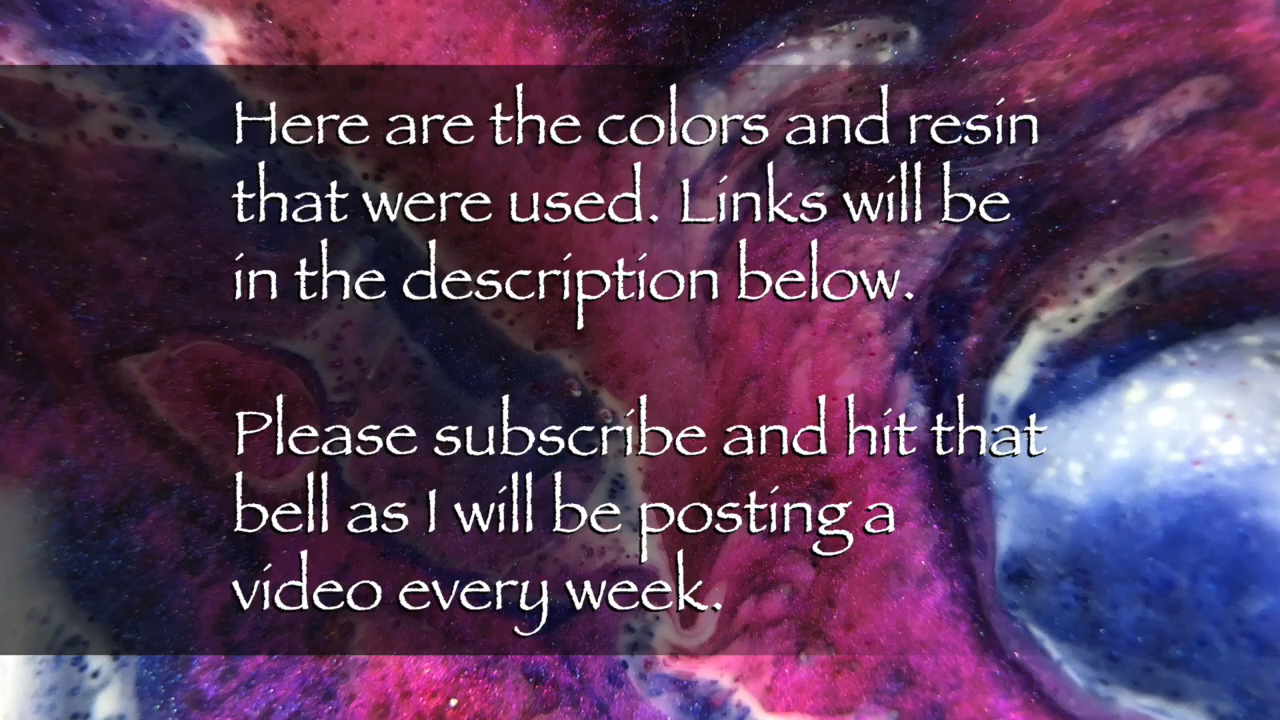 Here are the colors and resin
that were used. Links will be
in the description below.
Please subscribe and hit that
bell as I will be posting a
video every week.